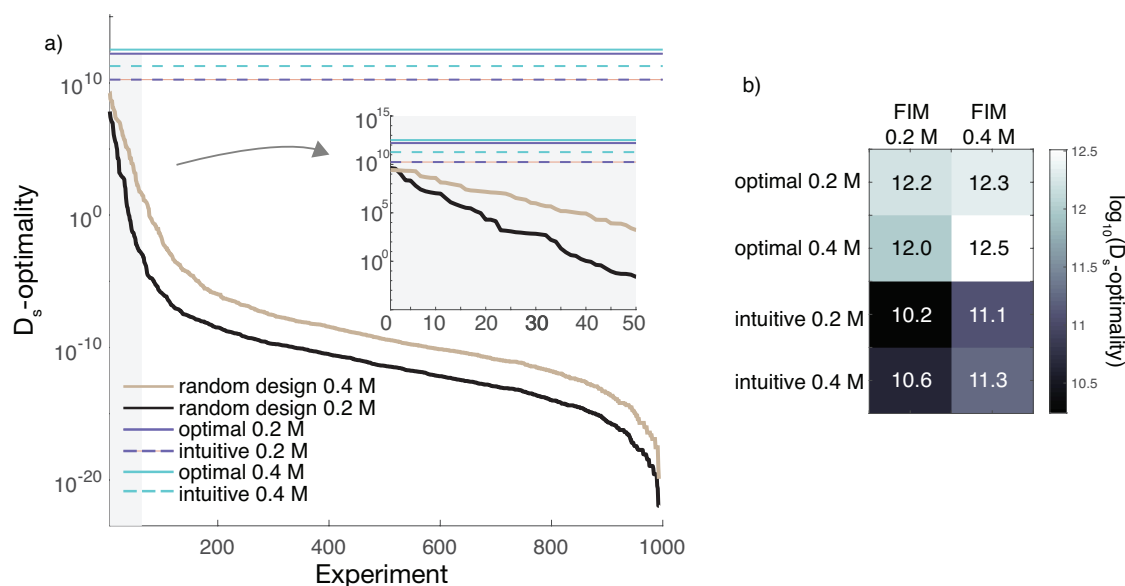 a)
D_s-optimality
10^10
10^0
10^-10
10^-20
200
400
600
800
1000
Experiment
10^15
10^10
10^5
10^0
0
10
20
30
40
50
random design 0.4 M
random design 0.2 M
optimal 0.2 M
intuitive 0.2 M
optimal 0.4 M
intuitive 0.4 M
b)
FIM 0.2 M
FIM 0.4 M
optimal 0.2 M
12.2
12.3
optimal 0.4 M
12.0
12.5
intuitive 0.2 M
10.2
11.1
intuitive 0.4 M
10.6
11.3
12.5
12
11.5
11
10.5
log_10(D_s-optimality)